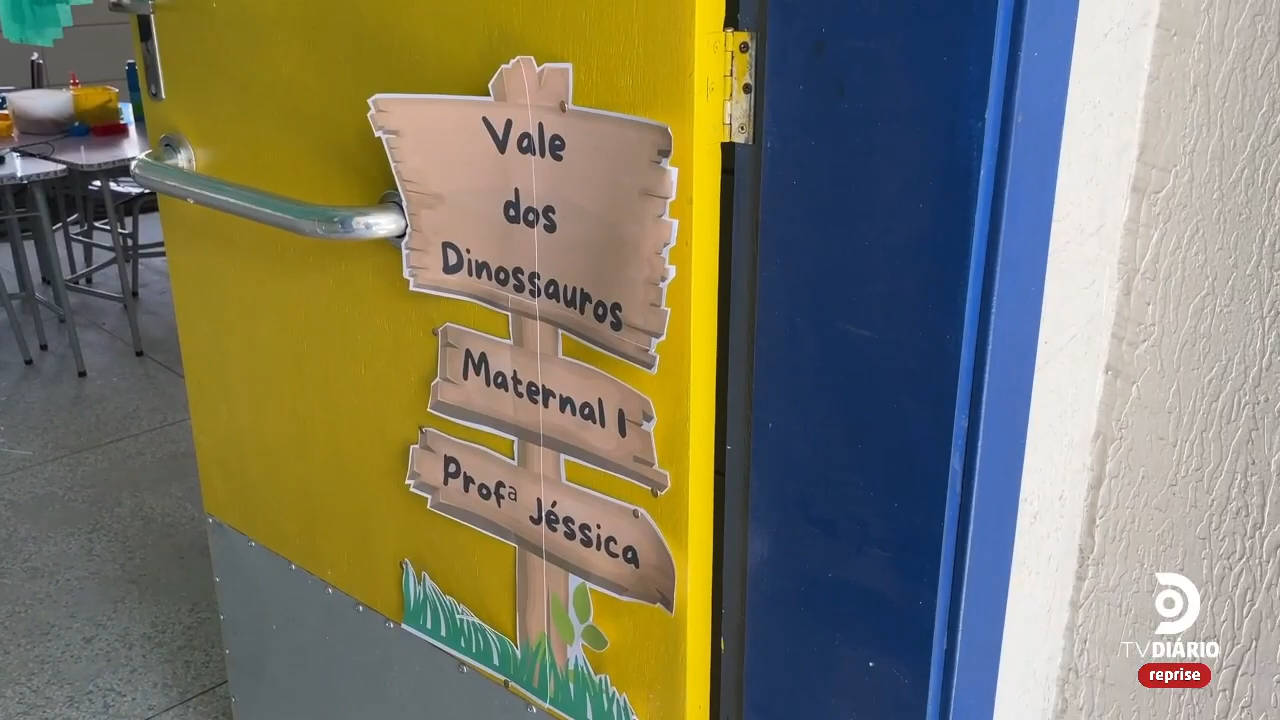 Vale
dos
Dinossauros
Maternal I
Profª Jéssica
TV DIÁRIO
reprise